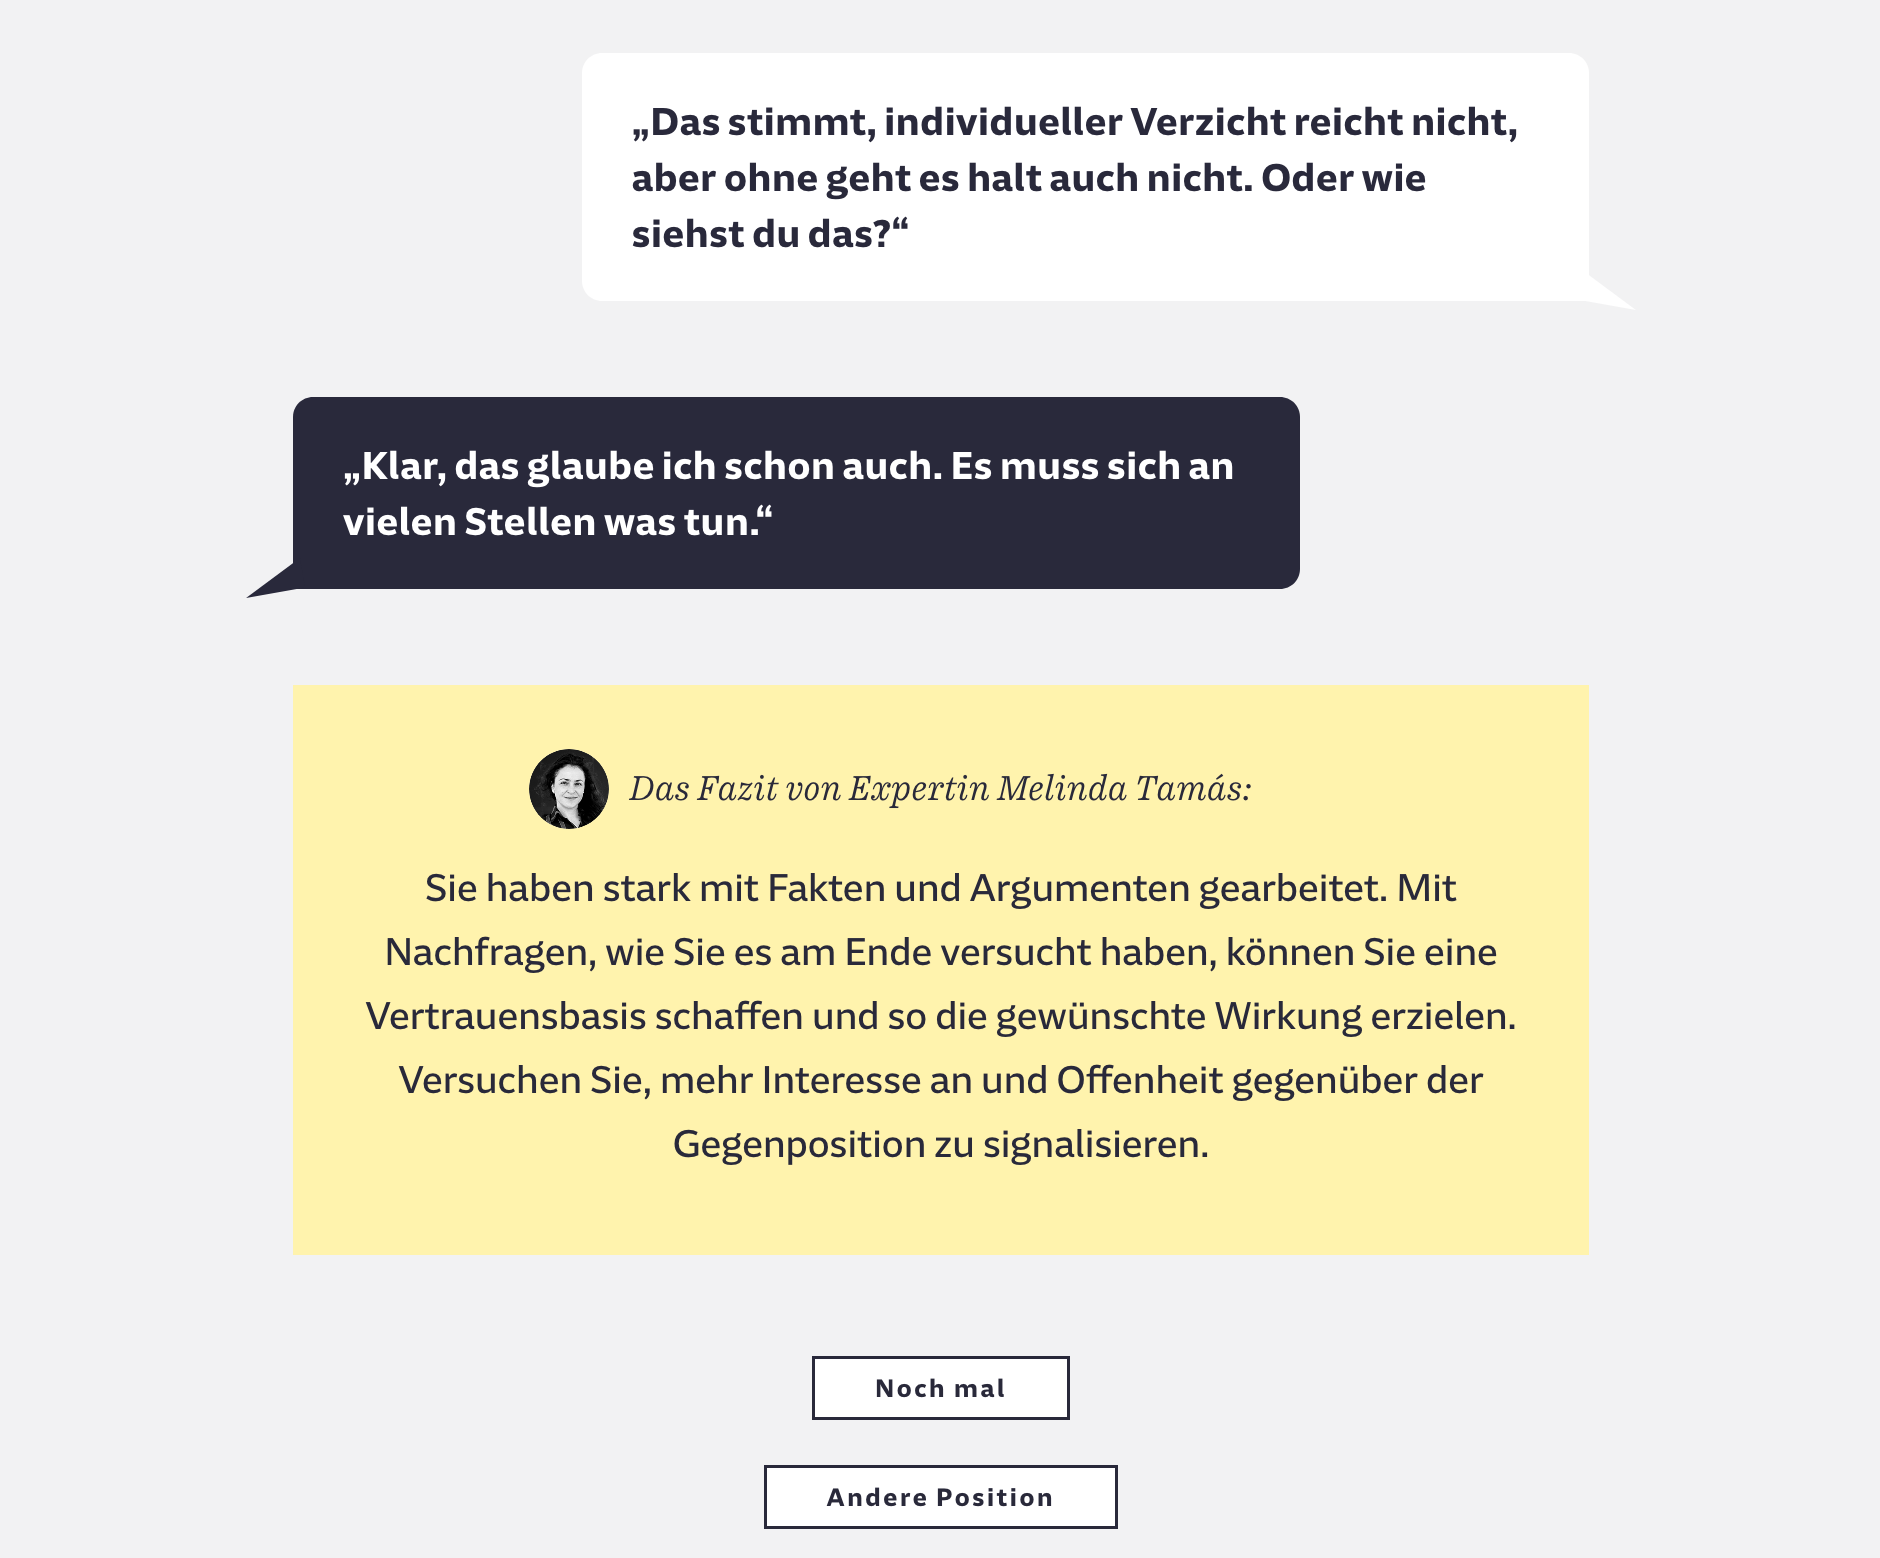 „Das stimmt, individueller Verzicht reicht nicht,
aber ohne geht es halt auch nicht. Oder wie
siehst du das?“
„Klar, das glaube ich schon auch. Es muss sich an
vielen Stellen was tun.“
Das Fazit von Expertin Melinda Tamás:
Sie haben stark mit Fakten und Argumenten gearbeitet. Mit
Nachfragen, wie Sie es am Ende versucht haben, können Sie eine
Vertrauensbasis schaffen und so die gewünschte Wirkung erzielen.
Versuchen Sie, mehr Interesse an und Offenheit gegenüber der
Gegenposition zu signalisieren.
Noch mal
Andere Position